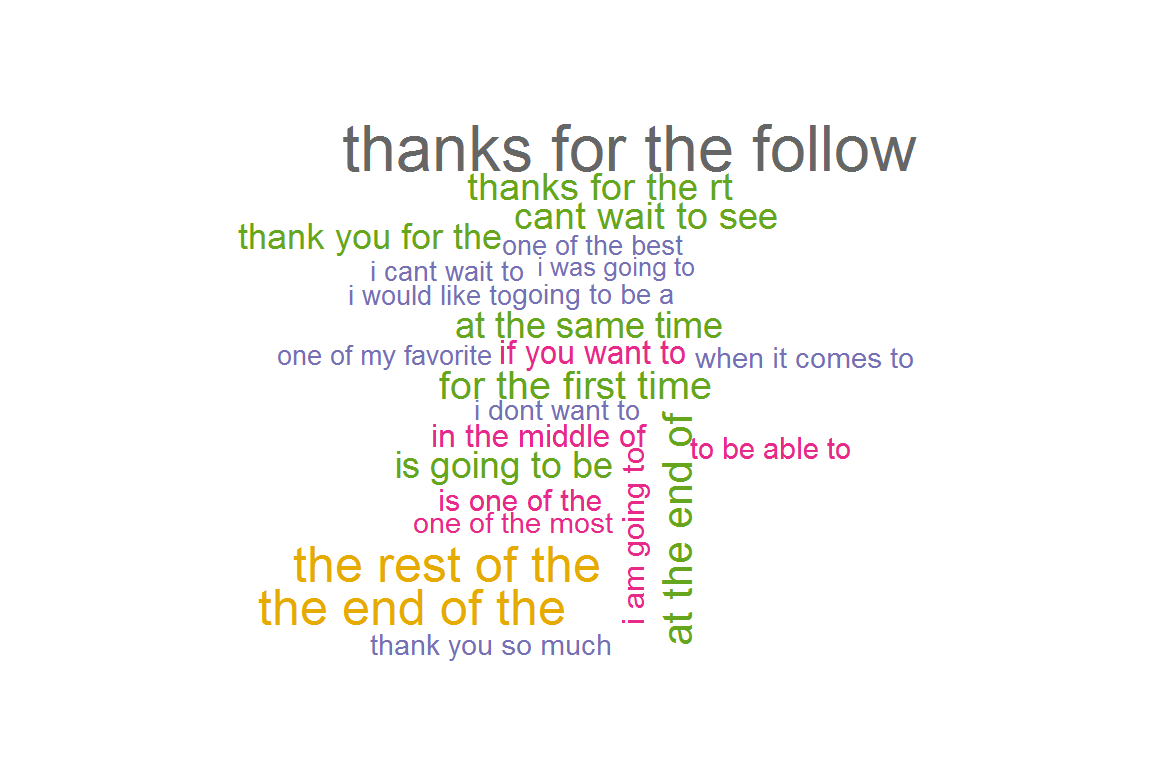 thanks for the follow
thanks for the rt
cant wait to see
thank you for the
one of the best
i cant wait to
i was going to
i would like to
going to be a
at the same time
one of my favorite
if you want to
when it comes to
for the first time
i dont want to
in the middle of
to be able to
is going to be
is one of the
one of the most
i am going to
at the end of
the rest of the
the end of the
thank you so much